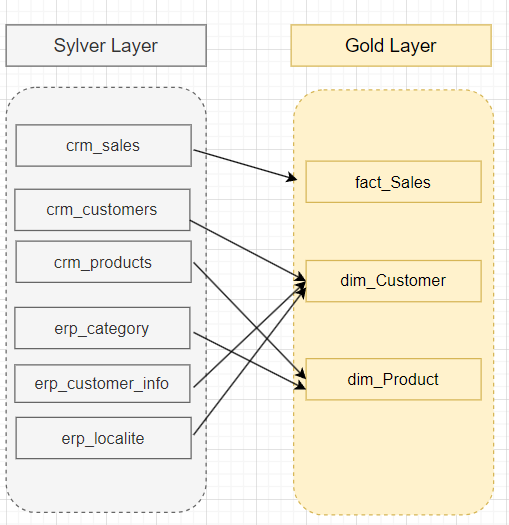 Sylver Layer
Gold Layer
crm_sales
crm_customers
crm_products
erp_category
erp_customer_info
erp_localite
fact_Sales
dim_Customer
dim_Product